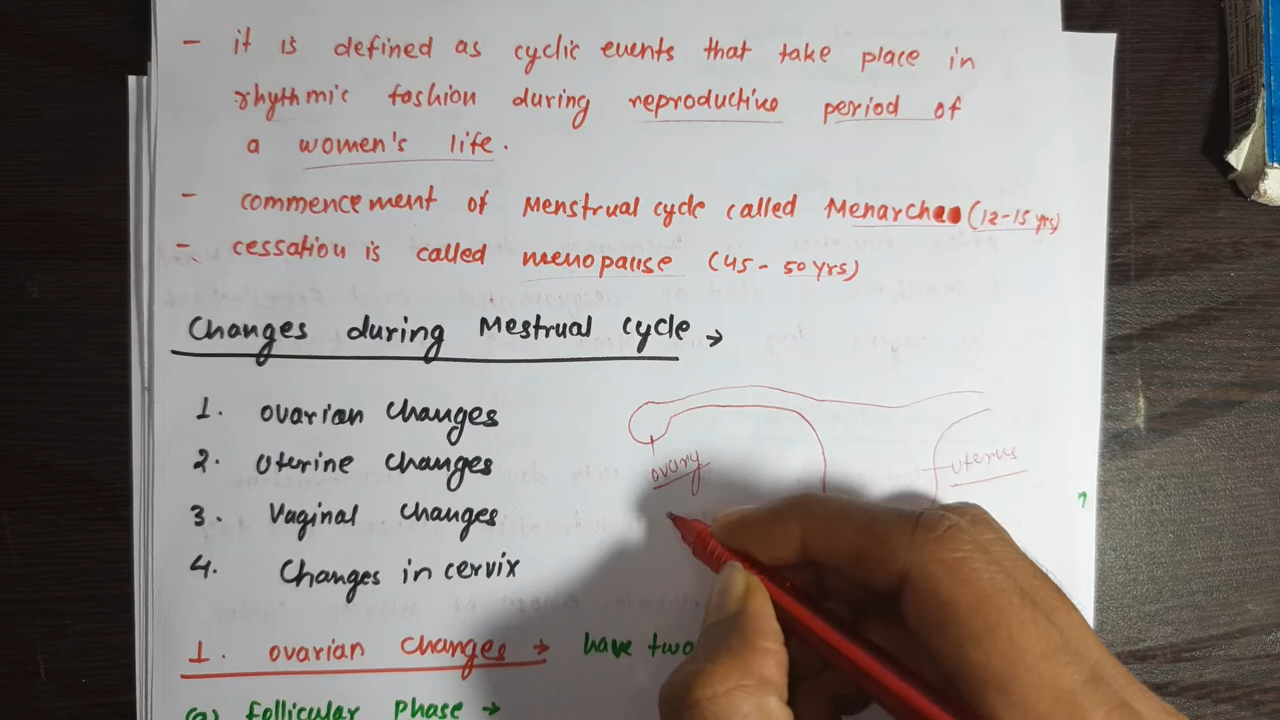 - it is defined as cyclic events that take place in
rhythmic fashion during reproductive period of
a women's life.
- commencement of Menstrual cycle called Menarche (12-15 yrs)
- cessation is called menopause (45 - 50 yrs)
Changes during Mestrual cycle →
1. ovarian changes
2. Uterine changes
3. Vaginal changes
4. Changes in cervix
ovary
uterus
1. ovarian changes → have two
(a) Follicular Phase →